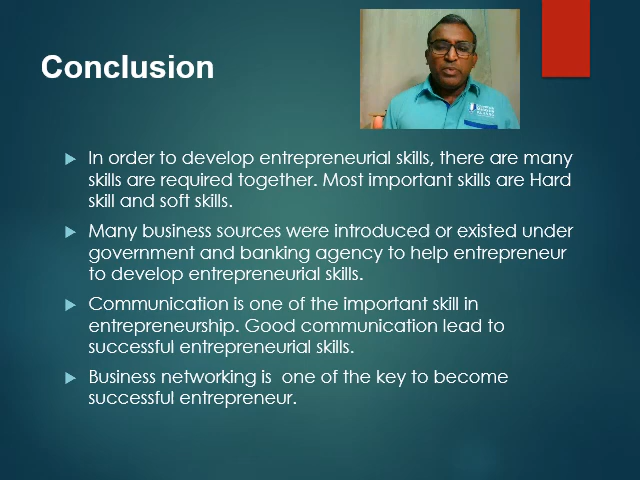 Conclusion
In order to develop entrepreneurial skills, there are many
skills are required together. Most important skills are Hard
skill and soft skills.
Many business sources were introduced or existed under
government and banking agency to help entrepreneur
to develop entrepreneurial skills.
Communication is one of the important skill in
entrepreneurship. Good communication lead to
successful entrepreneurial skills.
Business networking is  one of the key to become
successful entrepreneur.